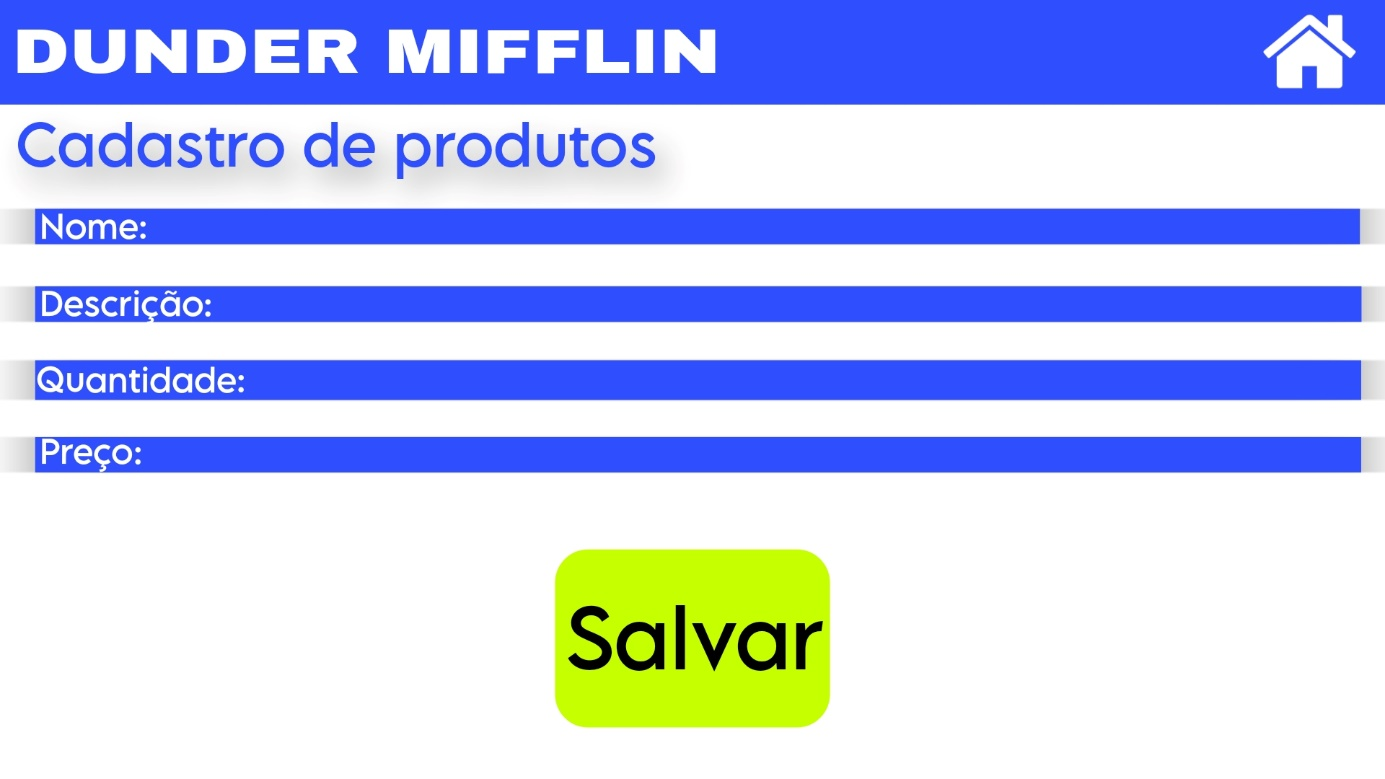 DUNDER MIFFLIN
Cadastro de produtos
Nome:
Descrição:
Quantidade:
Preço:
Salvar